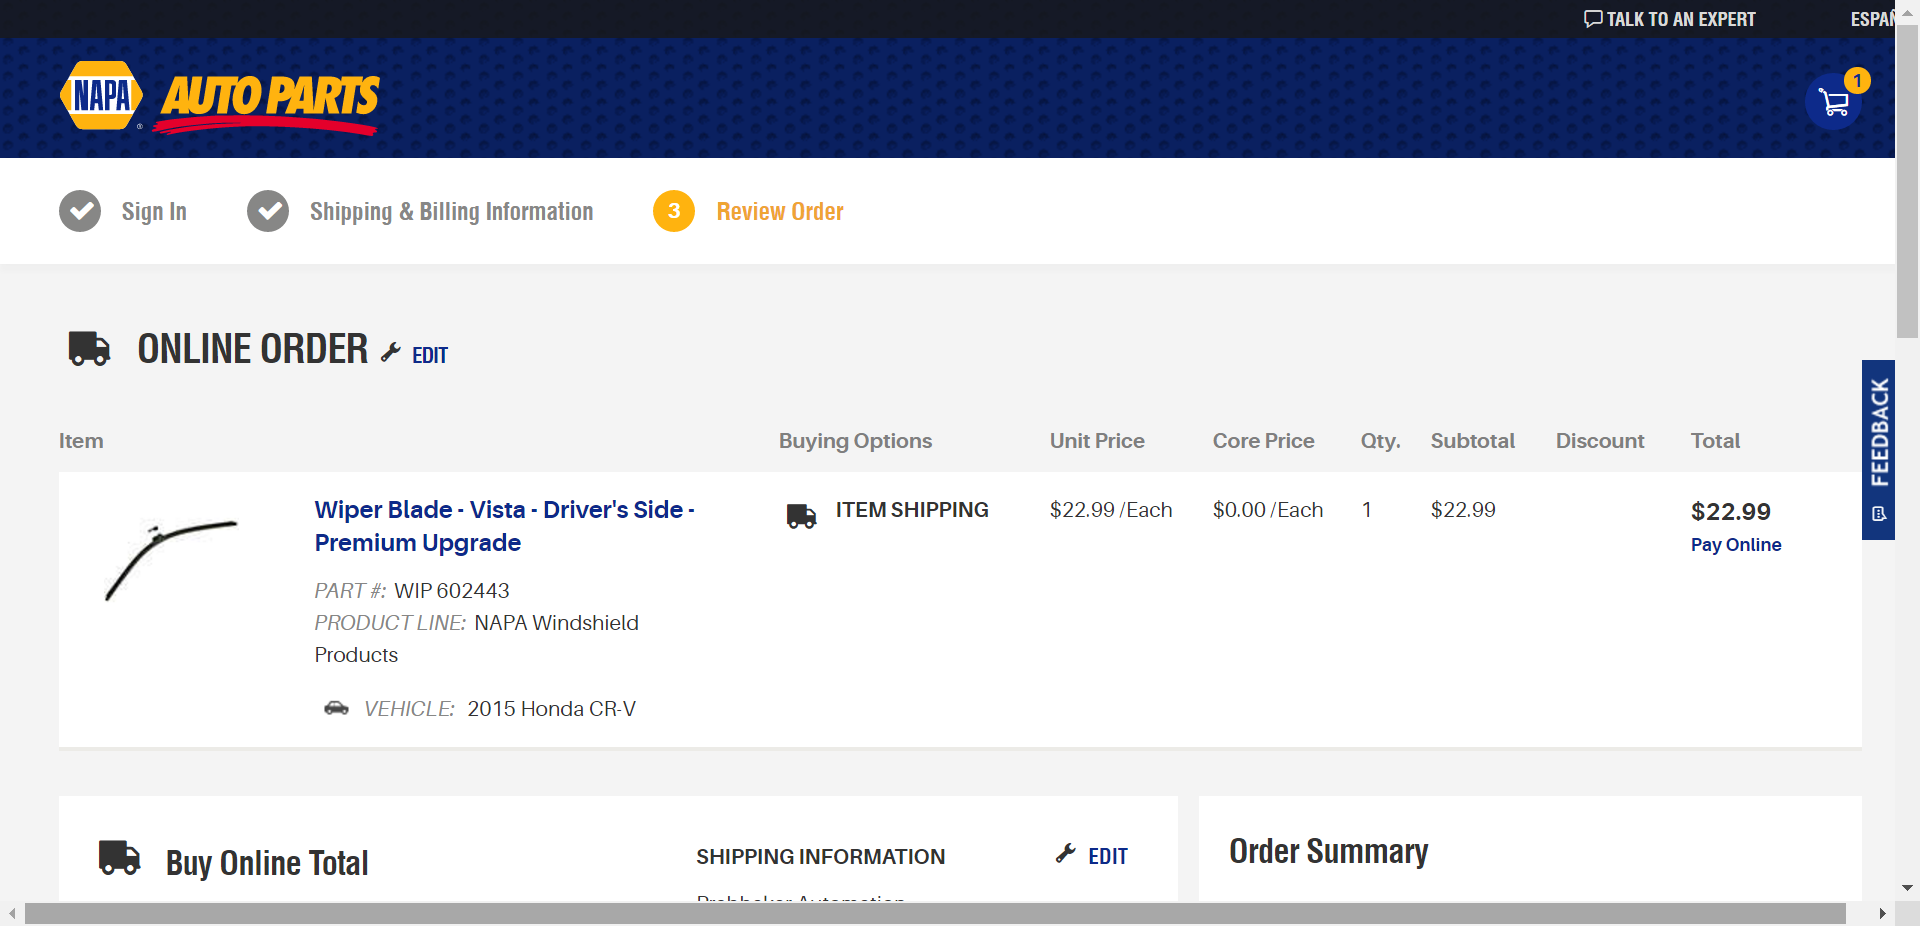 TALK TO AN EXPERT
NAPA AUTO PARTS
1
Sign In
Shipping & Billing Information
3 Review Order
ONLINE ORDER EDIT
Item Buying Options Unit Price Core Price Qty. Subtotal Discount Total
Wiper Blade - Vista - Driver's Side -
Premium Upgrade
ITEM SHIPPING $22.99 /Each $0.00 /Each 1 $22.99 $22.99
Pay Online
PART #: WIP 602443
PRODUCT LINE: NAPA Windshield
Products
VEHICLE: 2015 Honda CR-V
FEEDBACK
Buy Online Total
SHIPPING INFORMATION EDIT
Order Summary